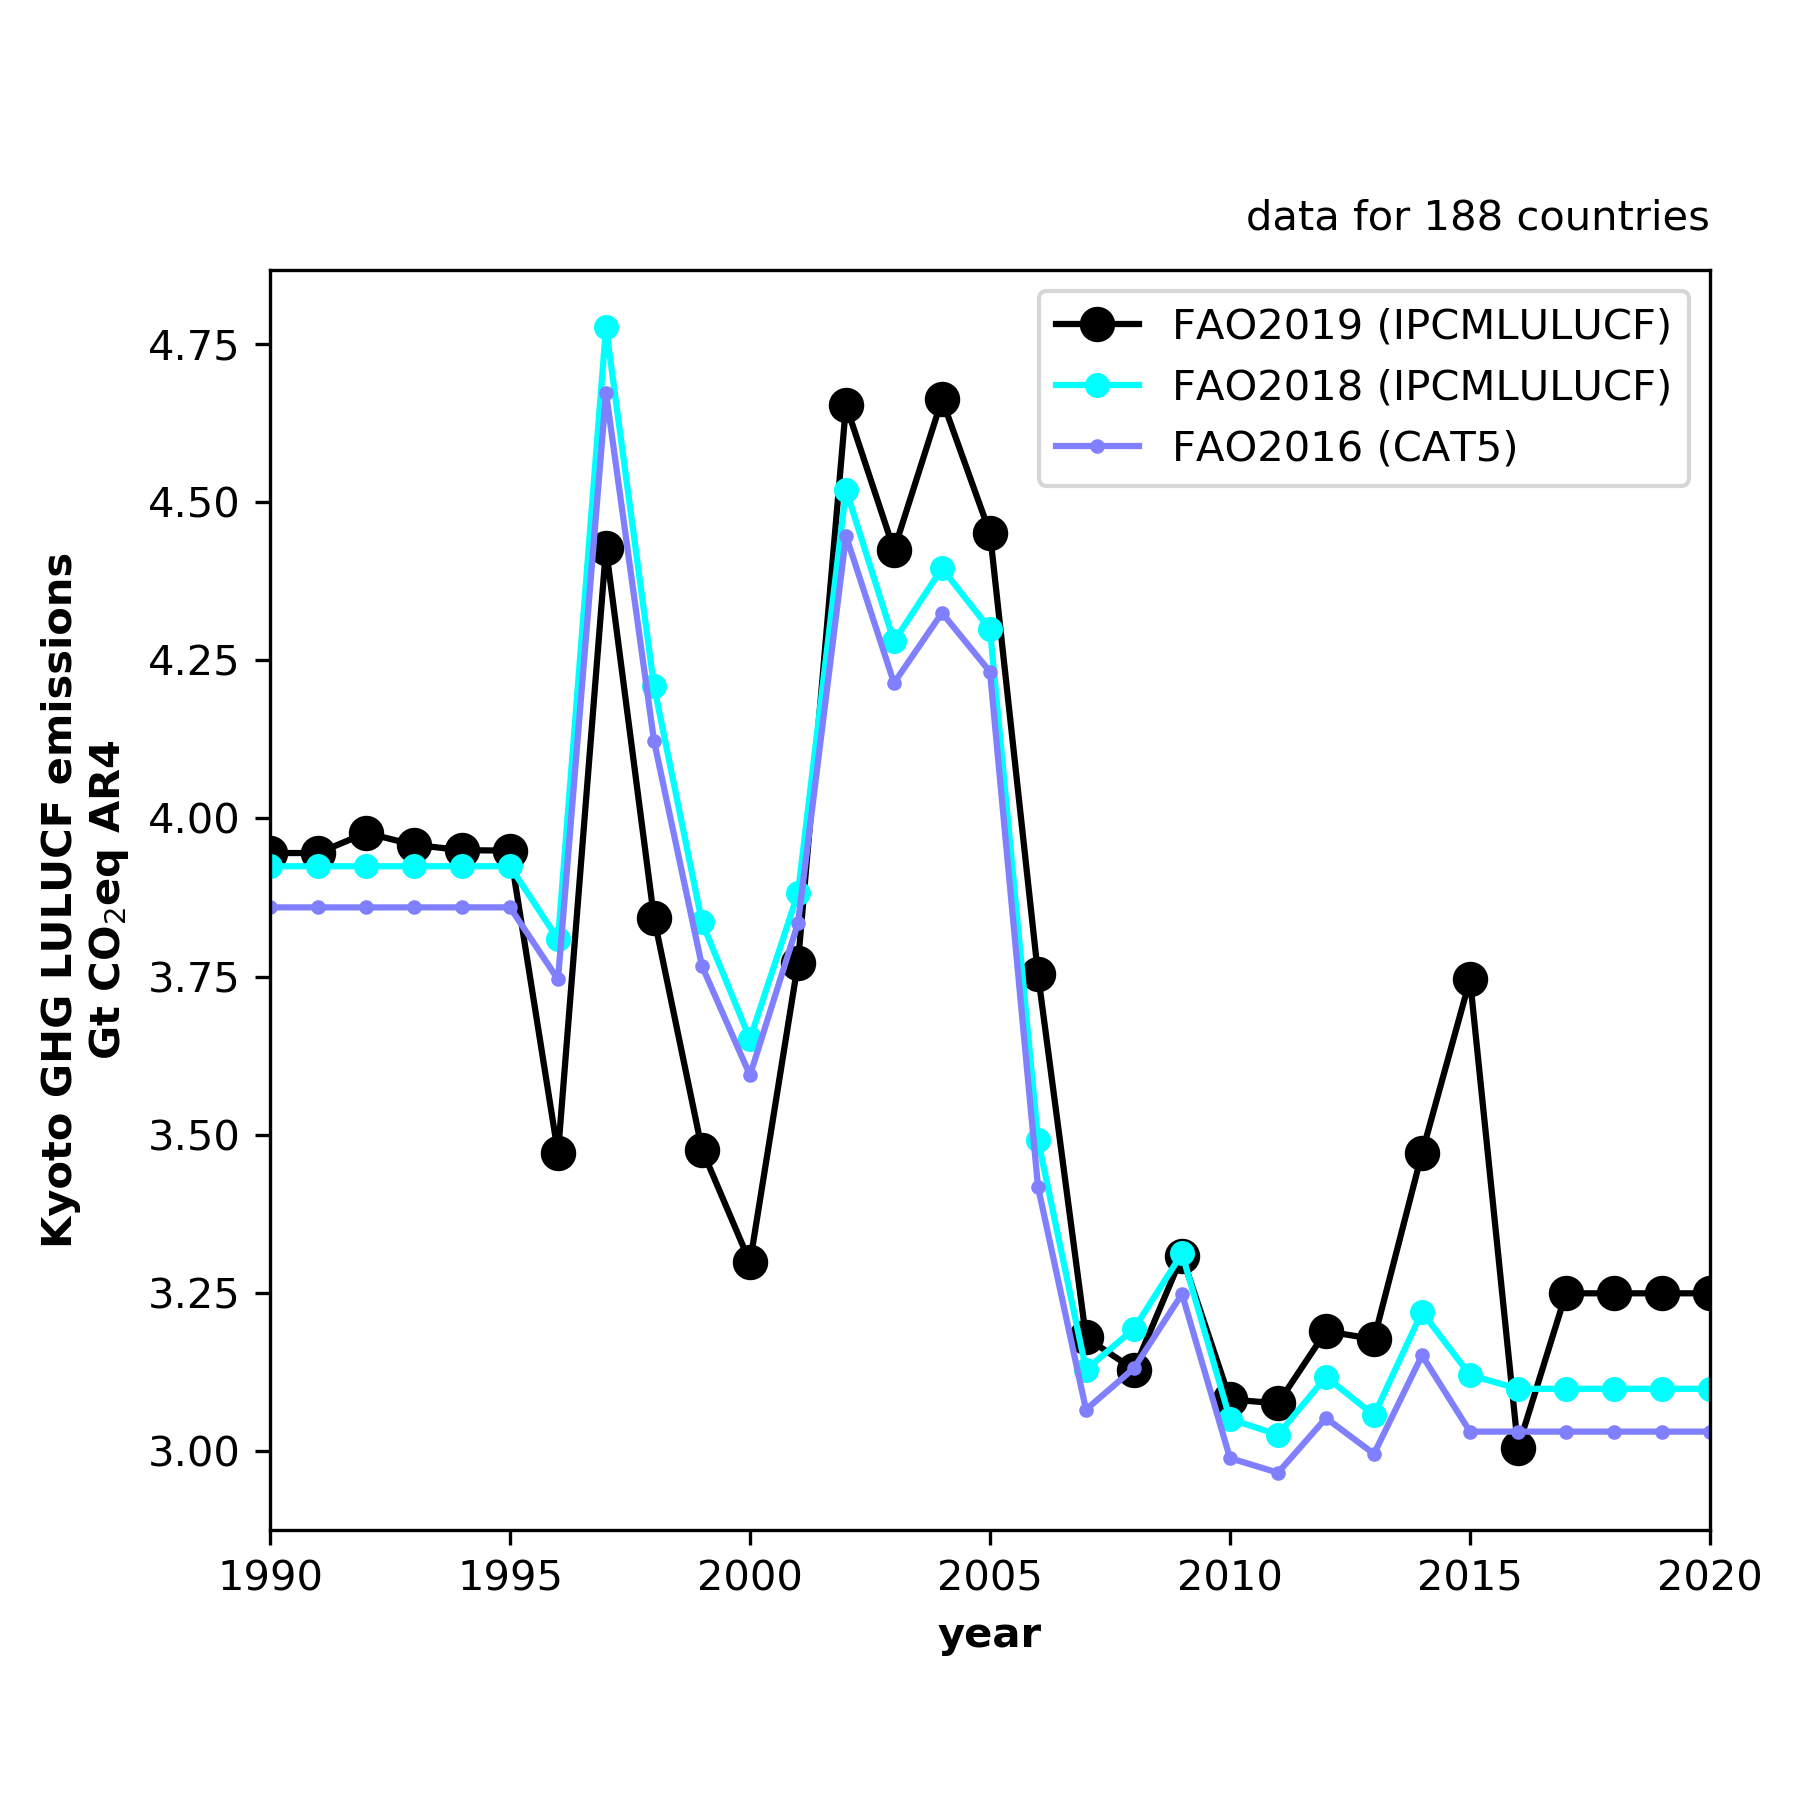 data for 188 countries
FAO2019 (IPCMLULUCF)
FAO2018 (IPCMLULUCF)
FAO2016 (CAT5)
4.75
4.50
4.25
4.00
3.75
3.50
3.25
3.00
Kyoto GHG LULUCF emissions
Gt CO₂eq AR4
1990 1995 2000 2005 2010 2015 2020
year